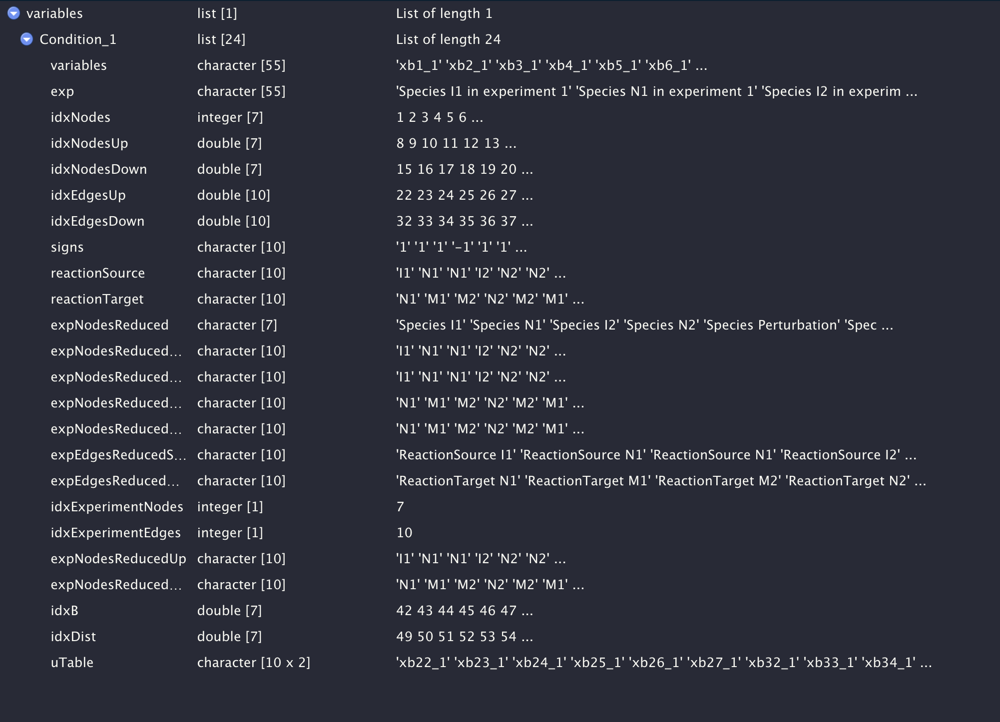 variables list [1] List of length 1
Condition_1 list [24] List of length 24
variables character [55] 'xb1_1' 'xb2_1' 'xb3_1' 'xb4_1' 'xb5_1' 'xb6_1' ...
exp character [55] 'Species I1 in experiment 1' 'Species N1 in experiment 1' 'Species I2 in experim ...
idxNodes integer [7] 1 2 3 4 5 6 ...
idxNodesUp double [7] 8 9 10 11 12 13 ...
idxNodesDown double [7] 15 16 17 18 19 20 ...
idxEdgesUp double [10] 22 23 24 25 26 27 ...
idxEdgesDown double [10] 32 33 34 35 36 37 ...
signs character [10] '1' '1' '1' '-1' '1' '1' ...
reactionSource character [10] 'I1' 'N1' 'N1' 'I2' 'N2' 'N2' ...
reactionTarget character [10] 'N1' 'M1' 'M2' 'N2' 'M2' 'M1' ...
expNodesReduced character [7] 'Species I1' 'Species N1' 'Species I2' 'Species N2' 'Species Perturbation' 'Spec ...
expNodesReduced... character [10] 'I1' 'N1' 'N1' 'I2' 'N2' 'N2' ...
expNodesReduced... character [10] 'I1' 'N1' 'N1' 'I2' 'N2' 'N2' ...
expNodesReduced... character [10] 'N1' 'M1' 'M2' 'N2' 'M2' 'M1' ...
expNodesReduced... character [10] 'N1' 'M1' 'M2' 'N2' 'M2' 'M1' ...
expEdgesReducedS... character [10] 'ReactionSource I1' 'ReactionSource N1' 'ReactionSource N1' 'ReactionSource I2' ...
expEdgesReduced... character [10] 'ReactionTarget N1' 'ReactionTarget M1' 'ReactionTarget M2' 'ReactionTarget N2' ...
idxExperimentNodes integer [1] 7
idxExperimentEdges integer [1] 10
expNodesReducedUp character [10] 'I1' 'N1' 'N1' 'I2' 'N2' 'N2' ...
expNodesReduced... character [10] 'N1' 'M1' 'M2' 'N2' 'M2' 'M1' ...
idxB double [7] 42 43 44 45 46 47 ...
idxDist double [7] 49 50 51 52 53 54 ...
uTable character [10 x 2] 'xb22_1' 'xb23_1' 'xb24_1' 'xb25_1' 'xb26_1' 'xb27_1' 'xb32_1' 'xb33_1' 'xb34_1' ...